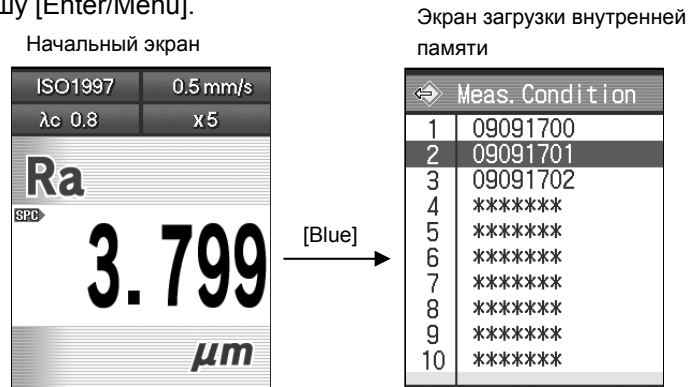 шу [Enter/Menu].
Начальный экран
Экран загрузки внутренней
памяти
ISO1997 0.5 mm/s
λc 0.8 x5
Ra
SPC
3.799
μm
[Blue]
Meas.Condition
1 09091700
2 09091701
3 09091702
4 *******
5 *******
6 *******
7 *******
8 *******
9 *******
10 *******